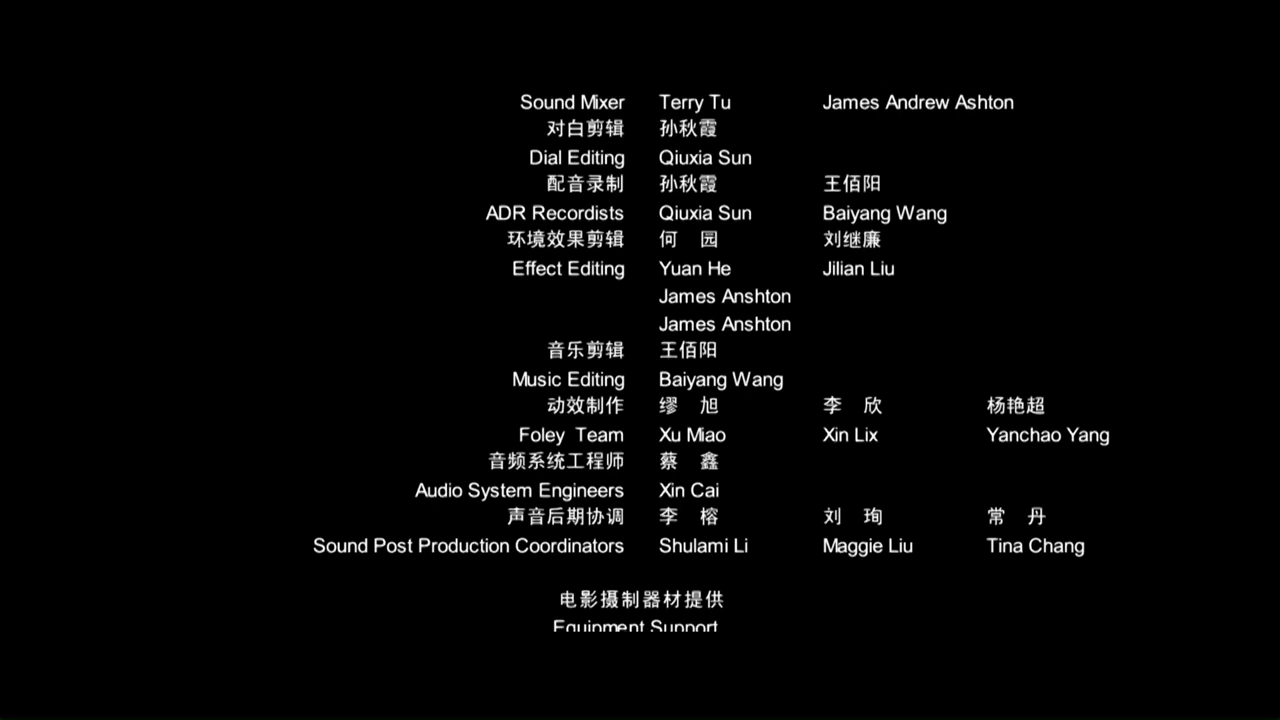 Sound Mixer Terry Tu James Andrew Ashton
对白剪辑 孙秋霞
Dial Editing Qiuxia Sun
配音录制 孙秋霞 王佰阳
ADR Recordists Qiuxia Sun Baiyang Wang
环境效果剪辑 何 园 刘继廉
Effect Editing Yuan He Jilian Liu
James Anshton
James Anshton
音乐剪辑 王佰阳
Music Editing Baiyang Wang
动效制作 缪 旭 李 欣 杨艳超
Foley Team Xu Miao Xin Lix Yanchao Yang
音频系统工程师 蔡 鑫
Audio System Engineers Xin Cai
声音后期协调 李 榕 刘 珣 常 丹
Sound Post Production Coordinators Shulami Li Maggie Liu Tina Chang
电影摄制器材提供
Equipment Support